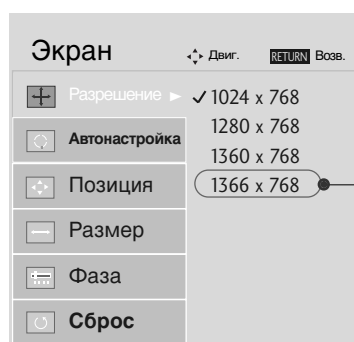 Экран Двиг. RETURN Возв.
Разрешение ✓ 1024 x 768
Автонастройка 1280 x 768
1360 x 768
Позиция 1366 x 768
Размер
Фаза
Сброс